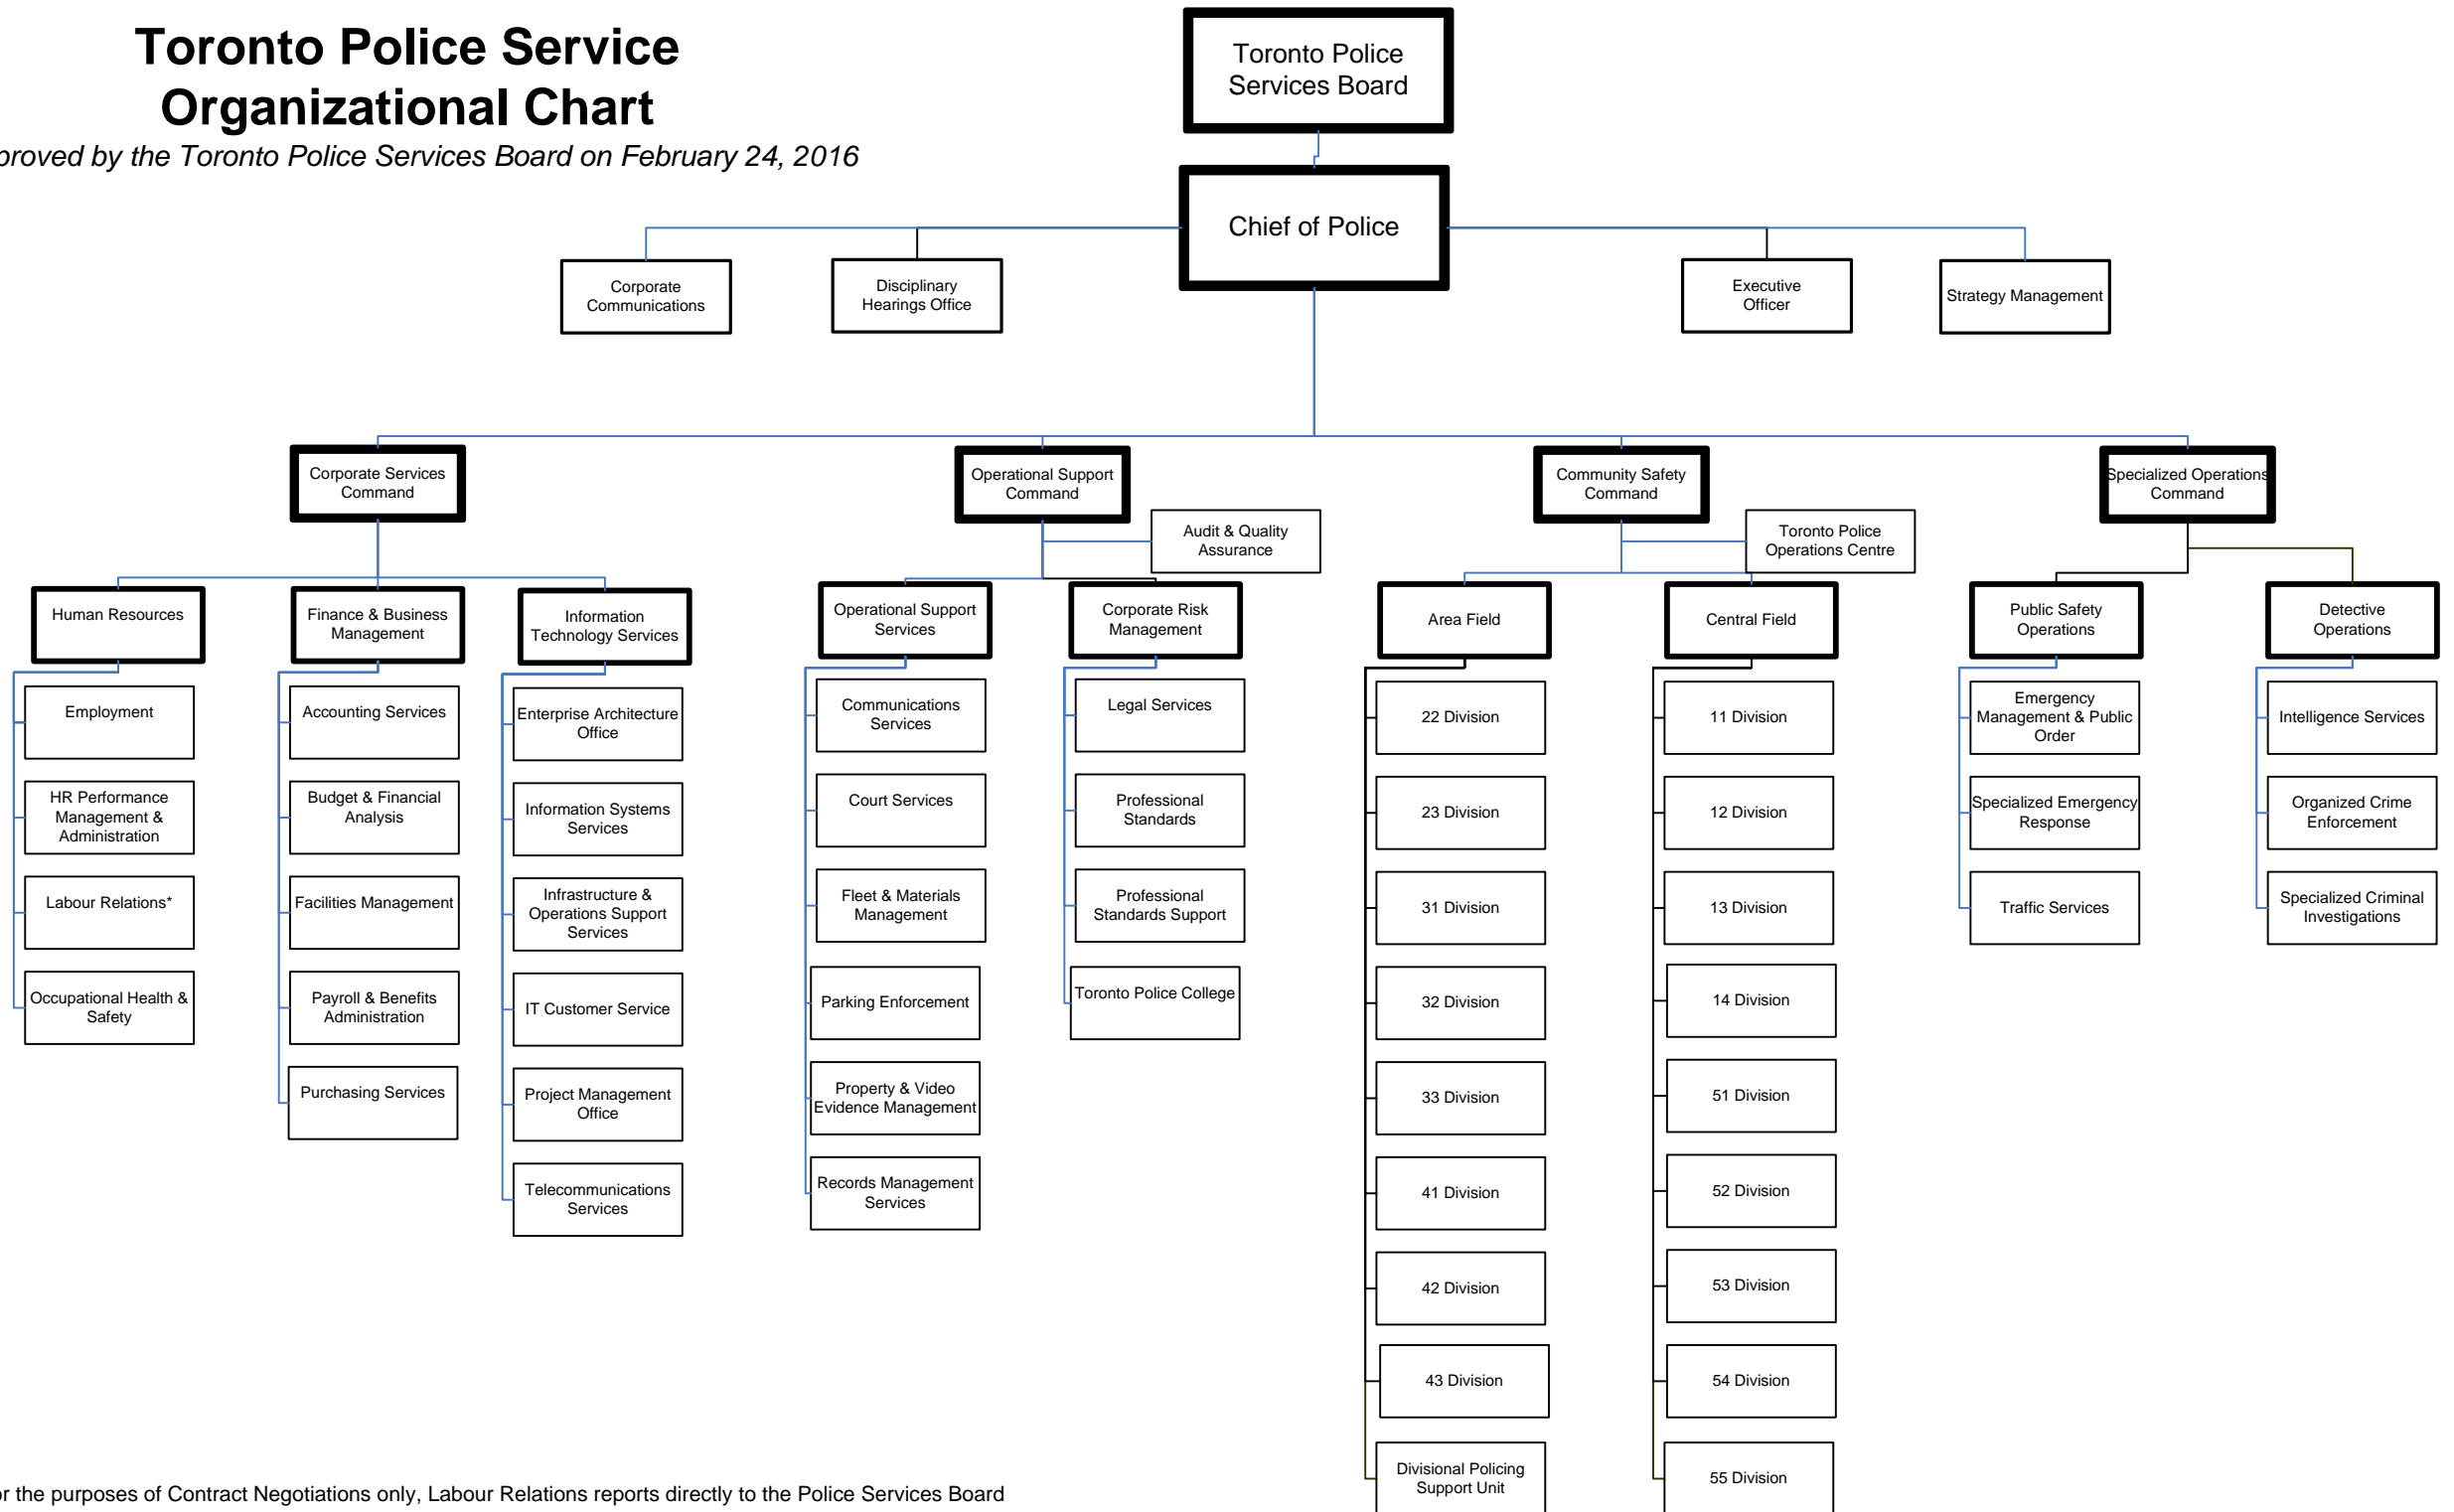 Toronto Police Service
Organizational Chart
proved by the Toronto Police Services Board on February 24, 2016
Toronto Police
Services Board
Chief of Police
Corporate
Communications
Disciplinary
Hearings Office
Executive
Officer
Strategy Management
Corporate Services
Command
Operational Support
Command
Community Safety
Command
Specialized Operations
Command
Audit & Quality
Assurance
Toronto Police
Operations Centre
Human Resources
Finance & Business
Management
Information
Technology Services
Operational Support
Services
Corporate Risk
Management
Area Field
Central Field
Public Safety
Operations
Detective
Operations
Employment
HR Performance
Management &
Administration
Labour Relations*
Occupational Health &
Safety
Accounting Services
Budget & Financial
Analysis
Facilities Management
Payroll & Benefits
Administration
Purchasing Services
Enterprise Architecture
Office
Information Systems
Services
Infrastructure &
Operations Support
Services
IT Customer Service
Project Management
Office
Telecommunications
Services
Communications
Services
Court Services
Fleet & Materials
Management
Parking Enforcement
Property & Video
Evidence Management
Records Management
Services
Legal Services
Professional
Standards
Professional
Standards Support
Toronto Police College
22 Division
23 Division
31 Division
32 Division
33 Division
41 Division
42 Division
43 Division
Divisional Policing
Support Unit
11 Division
12 Division
13 Division
14 Division
51 Division
52 Division
53 Division
54 Division
55 Division
Emergency
Management & Public
Order
Specialized Emergency
Response
Traffic Services
Intelligence Services
Organized Crime
Enforcement
Specialized Criminal
Investigations
or the purposes of Contract Negotiations only, Labour Relations reports directly to the Police Services Board